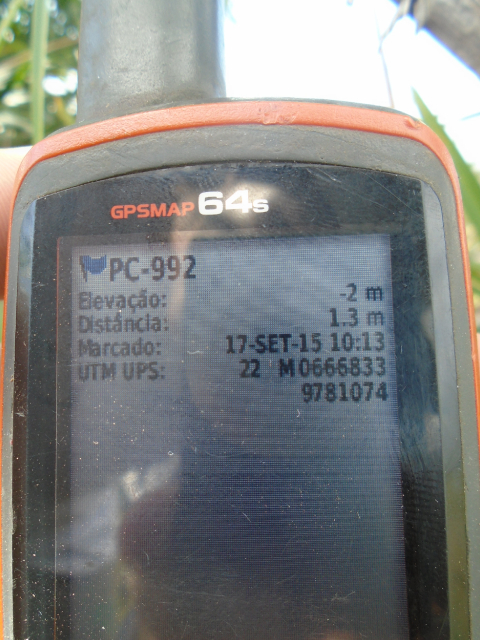 GPSMAP 64s
PC-992
Elevação: -2 m
Distância: 1.3 m
Marcado: 17-SET-15 10:13
UTM UPS: 22 M 0666833
9781074